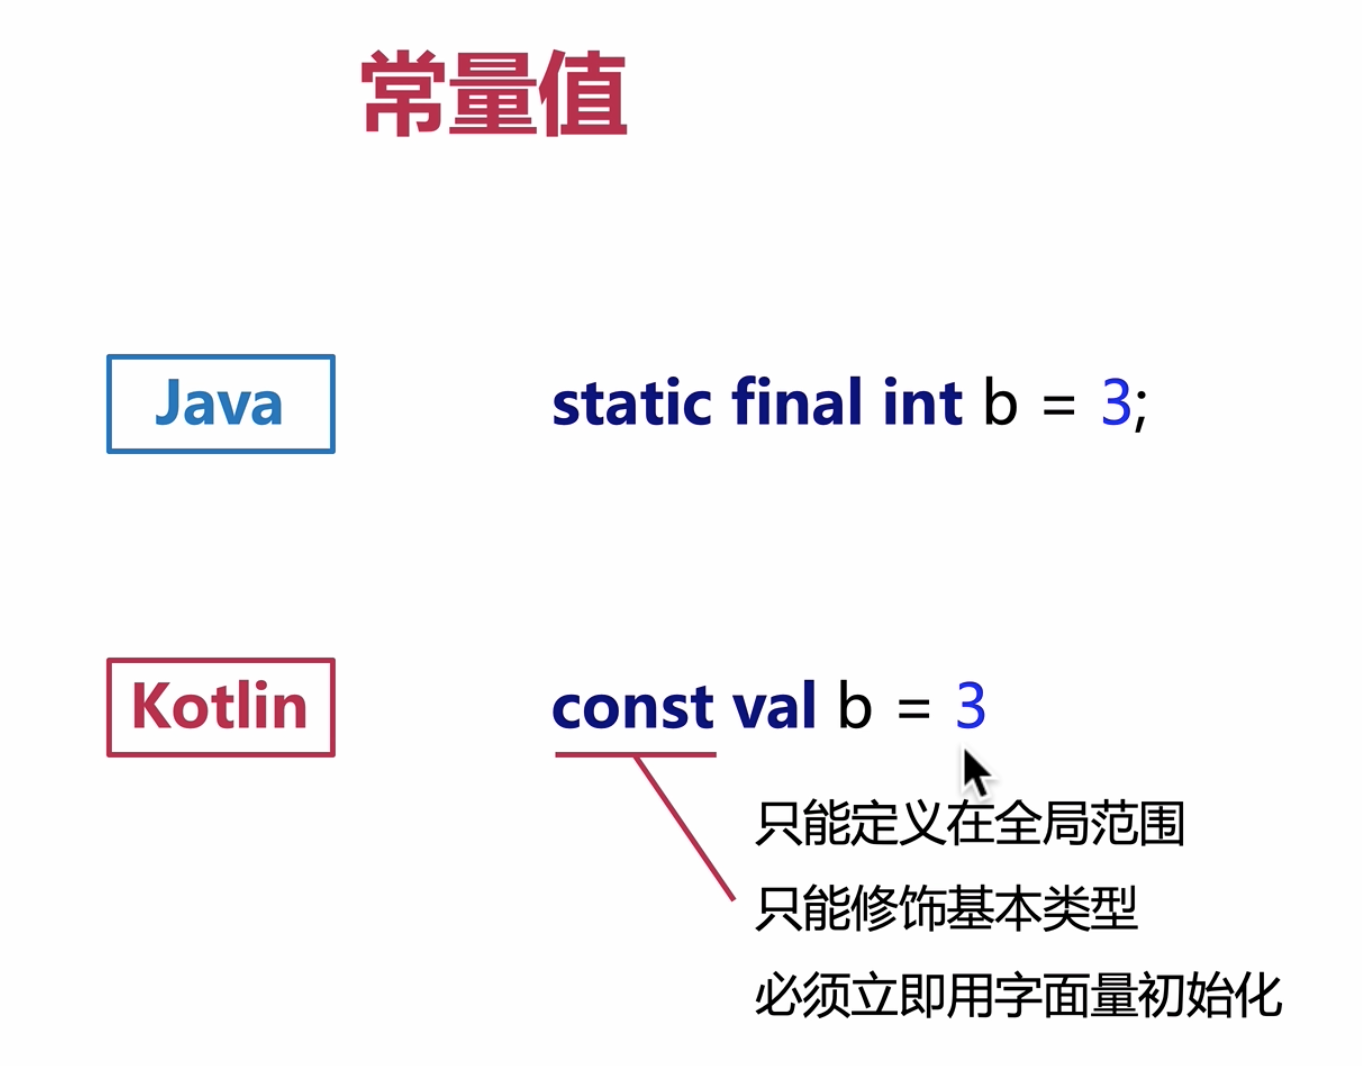 常量值
Java
static final int b = 3;
Kotlin
const val b = 3
只能定义在全局范围
只能修饰基本类型
必须立即用字面量初始化